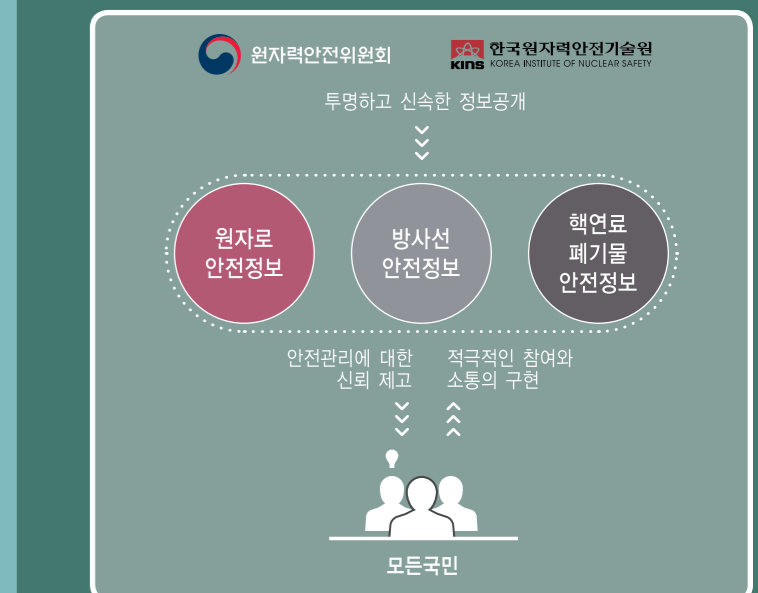 원자력안전위원회
KINS 한국원자력안전기술원
KOREA INSTITUTE OF NUCLEAR SAFETY
투명하고 신속한 정보공개
원자로
안전정보
방사선
안전정보
핵연료
폐기물
안전정보
안전관리에 대한
신뢰 제고
적극적인 참여와
소통의 구현
모든국민